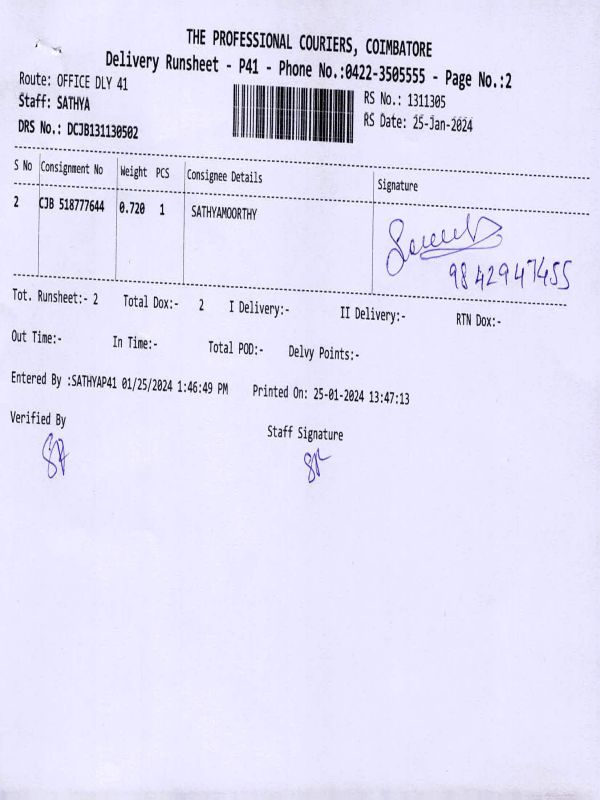 THE PROFESSIONAL COURIERS, COIMBATORE
Delivery Runsheet - P41 - Phone No.:0422-3505555 - Page No.:2
Route: OFFICE DLY 41
Staff: SATHYA
DRS No.: DCJB131130502
RS No.: 1311305
RS Date: 25-Jan-2024
S No Consignment No Weight PCS Consignee Details Signature
2 CJB 518777644 0.720 1 SATHYAMOORTHY
9842947455
Tot. Runsheet:- 2 Total Dox:- 2 I Delivery:- II Delivery:- RTN Dox:-
Out Time:- In Time:- Total POD:- Delvy Points:-
Entered By :SATHYAP41 01/25/2024 1:46:49 PM Printed On: 25-01-2024 13:47:13
Verified By
Staff Signature